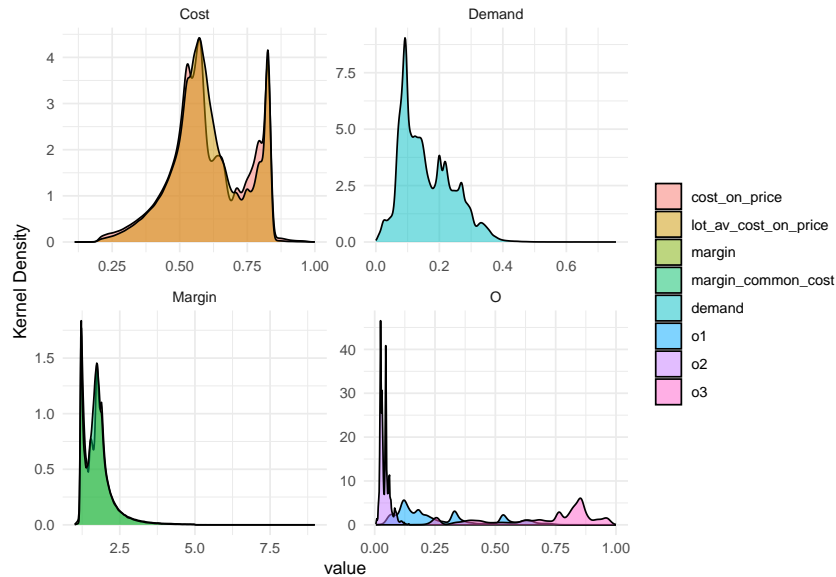 Cost
Demand
4
3
2
1
0
0.25
0.50
0.75
1.00
7.5
5.0
2.5
0.0
0.0
0.2
0.4
0.6
Kernel Density
Margin
O
1.5
1.0
0.5
0.0
2.5
5.0
7.5
40
30
20
10
0
0.00
0.25
0.50
0.75
1.00
value
cost_on_price
lot_av_cost_on_price
margin
margin_common_cost
demand
o1
o2
o3